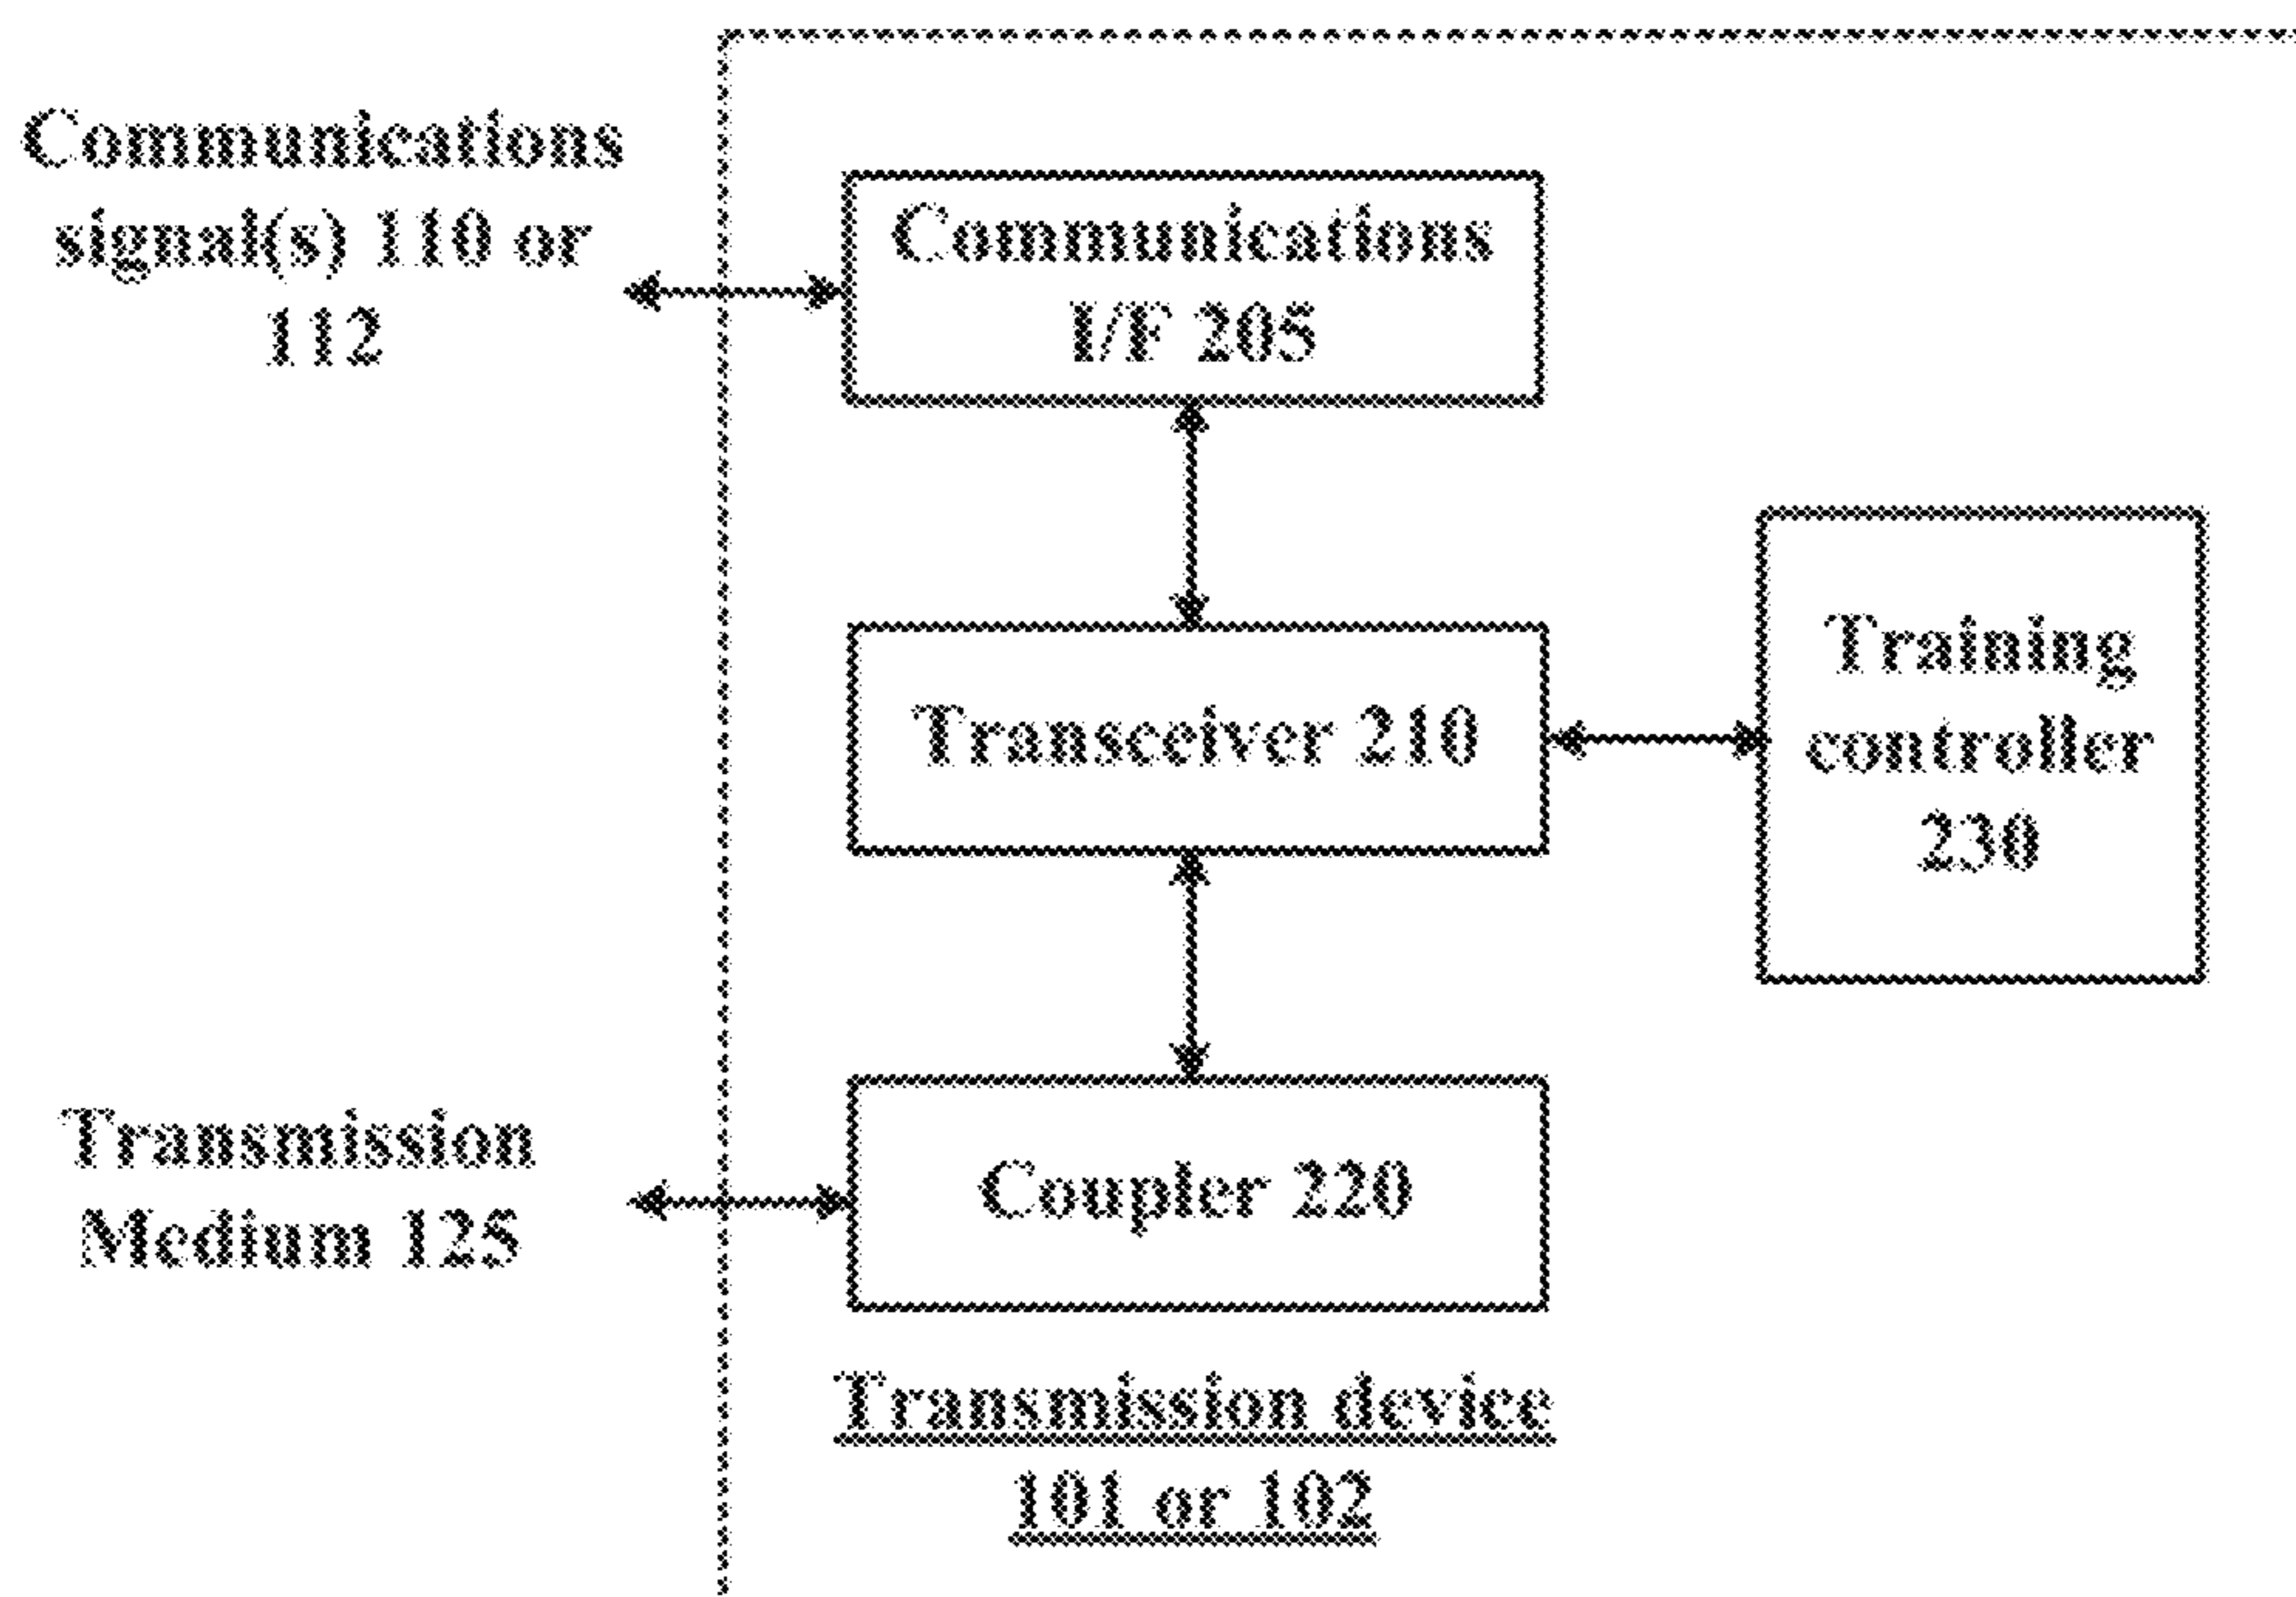 Communications
signal(s) 110 or
112
Communications
I/F 205
Transceiver 210
Training
controller
230
Transmission
Medium 125
Coupler 220
Transmission device
101 or 102